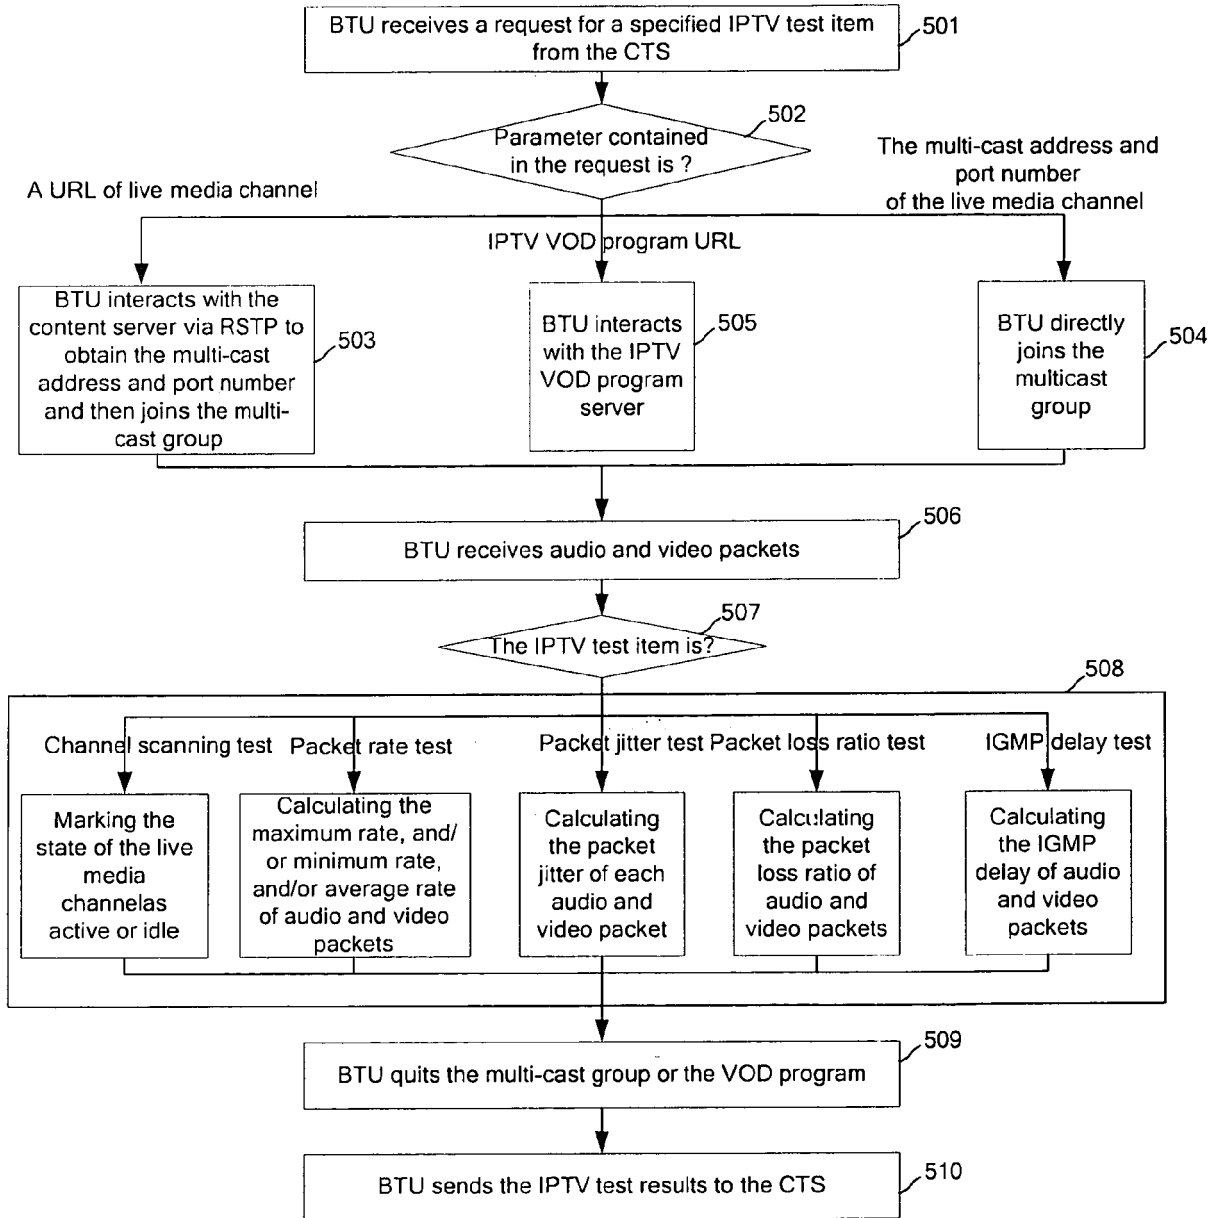 BTU receives a request for a specified IPTV test item
from the CTS
501
502
Parameter contained
in the request is ?
The multi-cast address and
port number
of the live media channel
A URL of live media channel
IPTV VOD program URL
BTU interacts with the
content server via RSTP to
obtain the multi-cast
address and port number
and then joins the multi-
cast group
503
BTU interacts
with the IPTV
VOD program
server
505
BTU directly
joins the
multicast
group
504
506
BTU receives audio and video packets
507
The IPTV test item is?
508
Channel scanning test
Packet rate test
Packet jitter test
Packet loss ratio test
IGMP delay test
Marking the
state of the live
media
channelas
active or idle
Calculating the
maximum rate, and/
or minimum rate,
and/or average rate
of audio and video
packets
Calculating
the packet
jitter of each
audio and
video packet
Calculating
the packet
loss ratio of
audio and
video packets
Calculating
the IGMP
delay of audio
and video
packets
509
BTU quits the multi-cast group or the VOD program
BTU sends the IPTV test results to the CTS
510